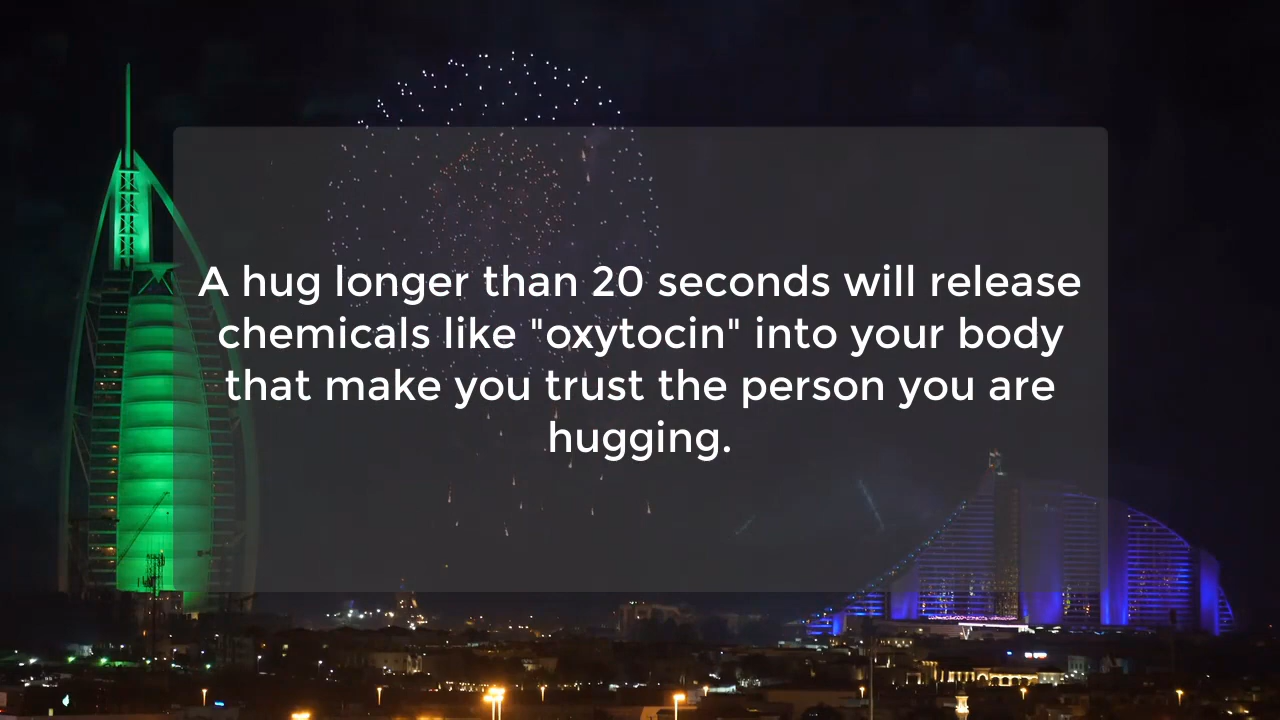 A hug longer than 20 seconds will release
chemicals like "oxytocin" into your body
that make you trust the person you are
hugging.